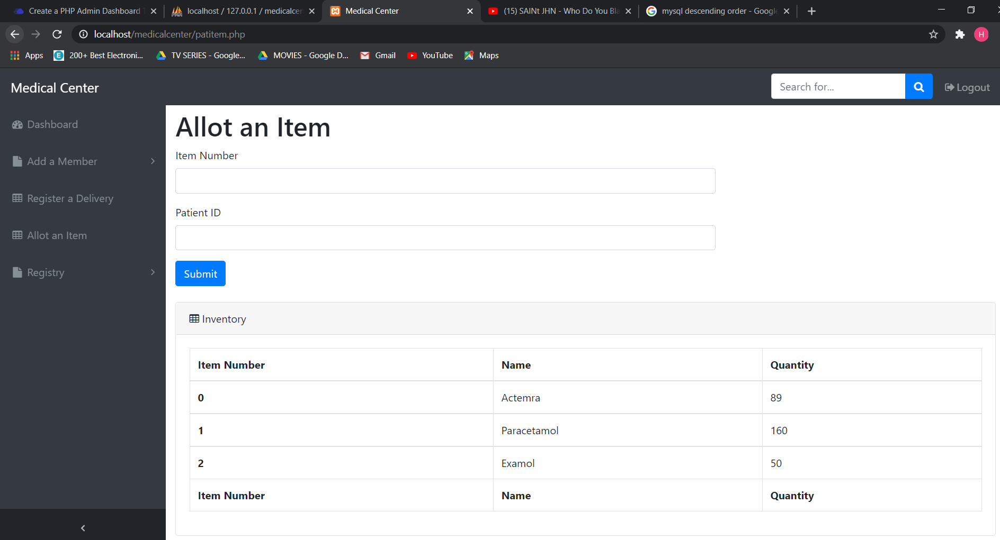 Create a PHP Admin Dashboard
localhost / 127.0.0.1 / medicalcen
Medical Center
(15) SAINt JHN - Who Do You Bla
mysql descending order - Google
localhost/medicalcenter/patitem.php
H
Apps
E
200+ Best Electroni...
TV SERIES - Google...
MOVIES - Google D...
Gmail
YouTube
Maps
Medical Center
Search for...
Logout
Dashboard
Add a Member
Register a Delivery
Allot an Item
Registry
Allot an Item
Item Number
Patient ID
Submit
Inventory
Item Number Name Quantity
0 Actemra 89
1 Paracetamol 160
2 Examol 50
Item Number Name Quantity